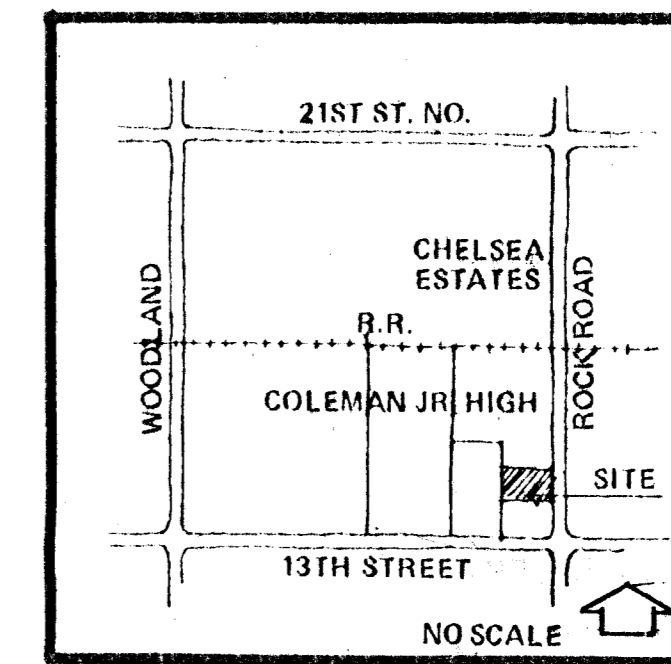 21ST ST. NO.
CHELSEA
ESTATES
WOODLAND
ROCK ROAD
R.R.
COLEMAN JR HIGH
SITE
13TH STREET
NO SCALE